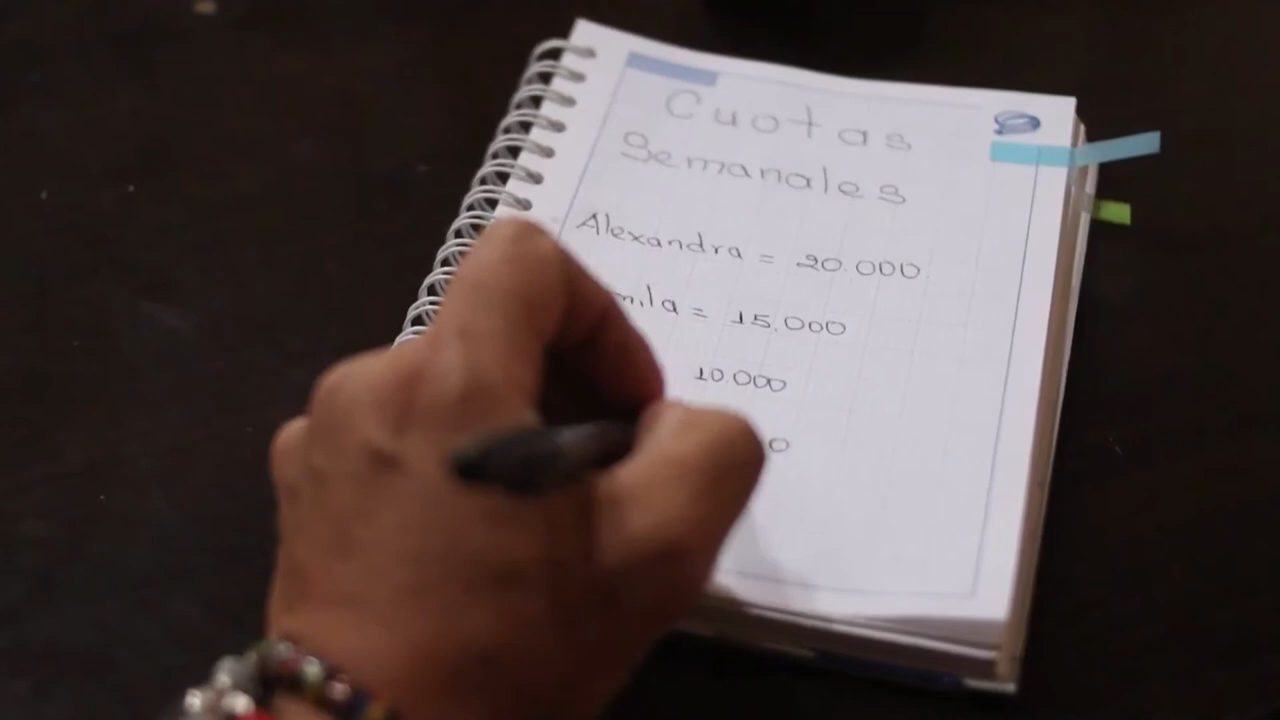 Cuotas
Semanales
Alexandra = 20.000
= 15.000
10.000